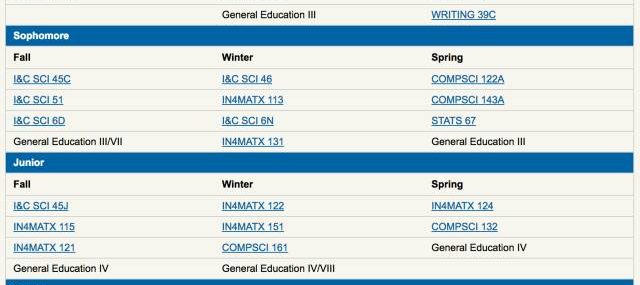 General Education III WRITING 39C
Sophomore
Fall Winter Spring
I&C SCI 45C I&C SCI 46 COMPSCI 122A
I&C SCI 51 IN4MATX 113 COMPSCI 143A
I&C SCI 6D I&C SCI 6N STATS 67
General Education III/VII IN4MATX 131 General Education III
Junior
Fall Winter Spring
I&C SCI 45J IN4MATX 122 IN4MATX 124
IN4MATX 115 IN4MATX 151 COMPSCI 132
IN4MATX 121 COMPSCI 161 General Education IV
General Education IV General Education IV/VIII